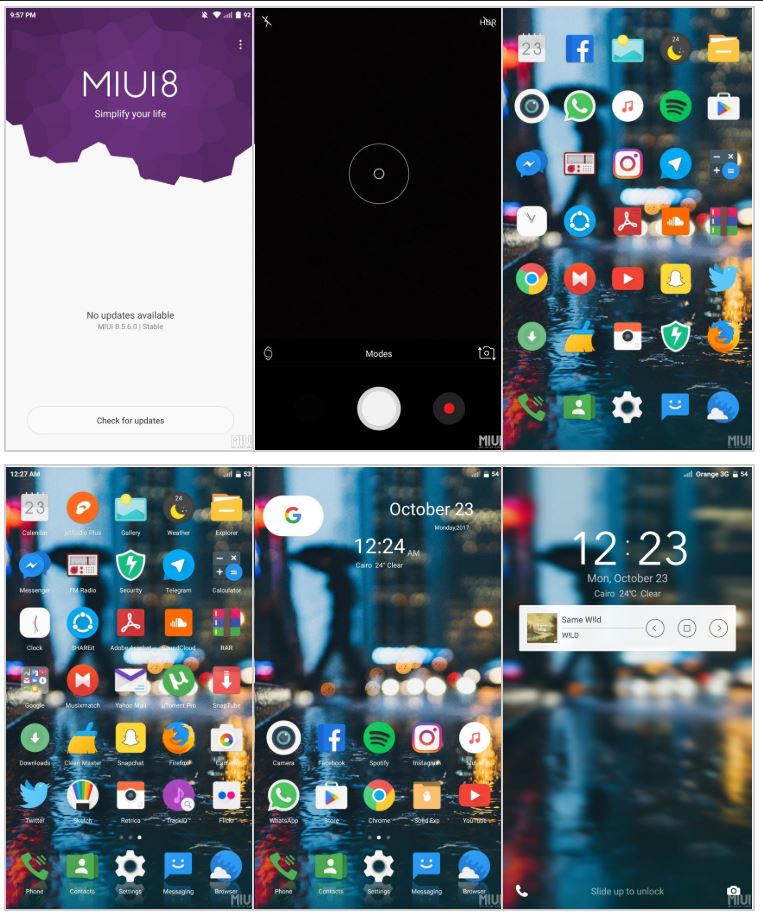 9:57 PM
92
MIUI8
Simplify your life
No updates available
MIUI 8.5.6.0 | Stable
Check for updates
MIUI
HDR
Modes
MIUI
23
24
MIUI
12:27 AM
53
23
24
Calendar
jetAudio Plus
Gallery
Weather
Explorer
Messenger
FM Radio
Security
Telegram
Calculator
Clock
SHAREit
Adobe Acrobat
SoundCloud
RAR
Google
Musixmatch
Yahoo Mail
µTorrent Pro
SnapTube
Downloads
Clean Master
Snapchat
Firefox
Camera
Twitter
Sketch
Retrica
TrackID™
Flickr
Phone
Contacts
Settings
Messaging
Browser
MIUI
54
G
October 23
Monday,2017
12:24 AM
Cairo 24° Clear
Camera
Facebook
Spotify
Instagram
Music
WhatsApp
Store
Chrome
Solid Exp
YouTube
Phone
Contacts
Settings
Messaging
Browser
MIUI
Orange 3G 54
12:23
Mon, October 23
Cairo 24℃ Clear
Same W!ld
W!LD
Slide up to unlock
MIUI